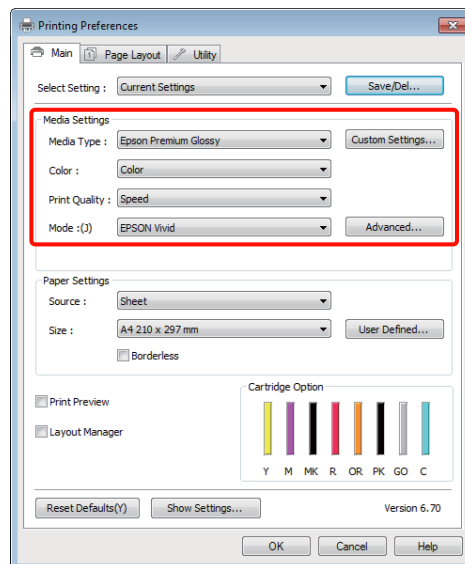 Printing Preferences
Main Page Layout Utility
Select Setting : Current Settings Save/Del...
Media Settings
Media Type : Epson Premium Glossy Custom Settings...
Color : Color
Print Quality : Speed
Mode :(J) EPSON Vivid Advanced...
Paper Settings
Source : Sheet
Size : A4 210 x 297 mm User Defined...
Borderless
Cartridge Option
Print Preview
Layout Manager
Y M MK R OR PK GO C
Reset Defaults(Y) Show Settings... Version 6.70
OK Cancel Help